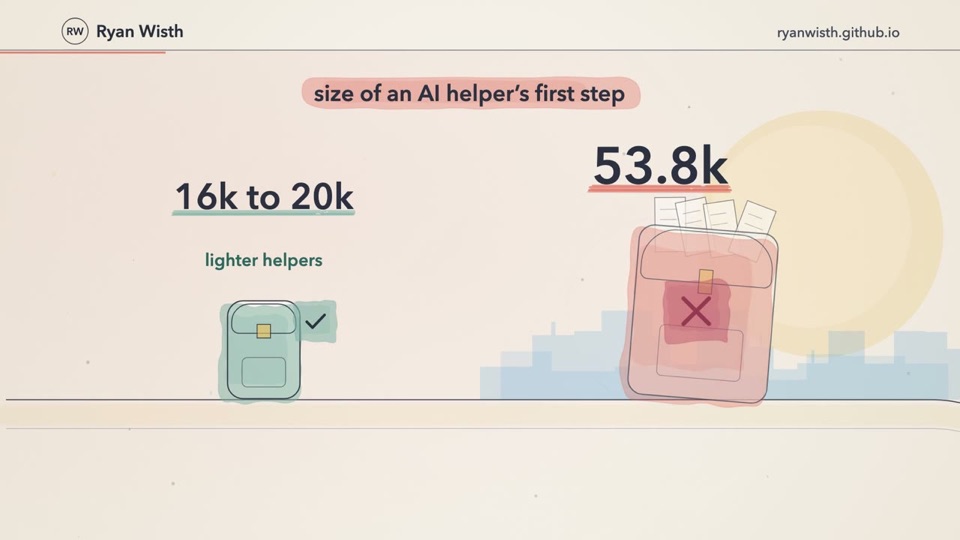 RW Ryan Wisth
ryanwisth.github.io
size of an AI helper’s first step
53.8k
16k to 20k
lighter helpers